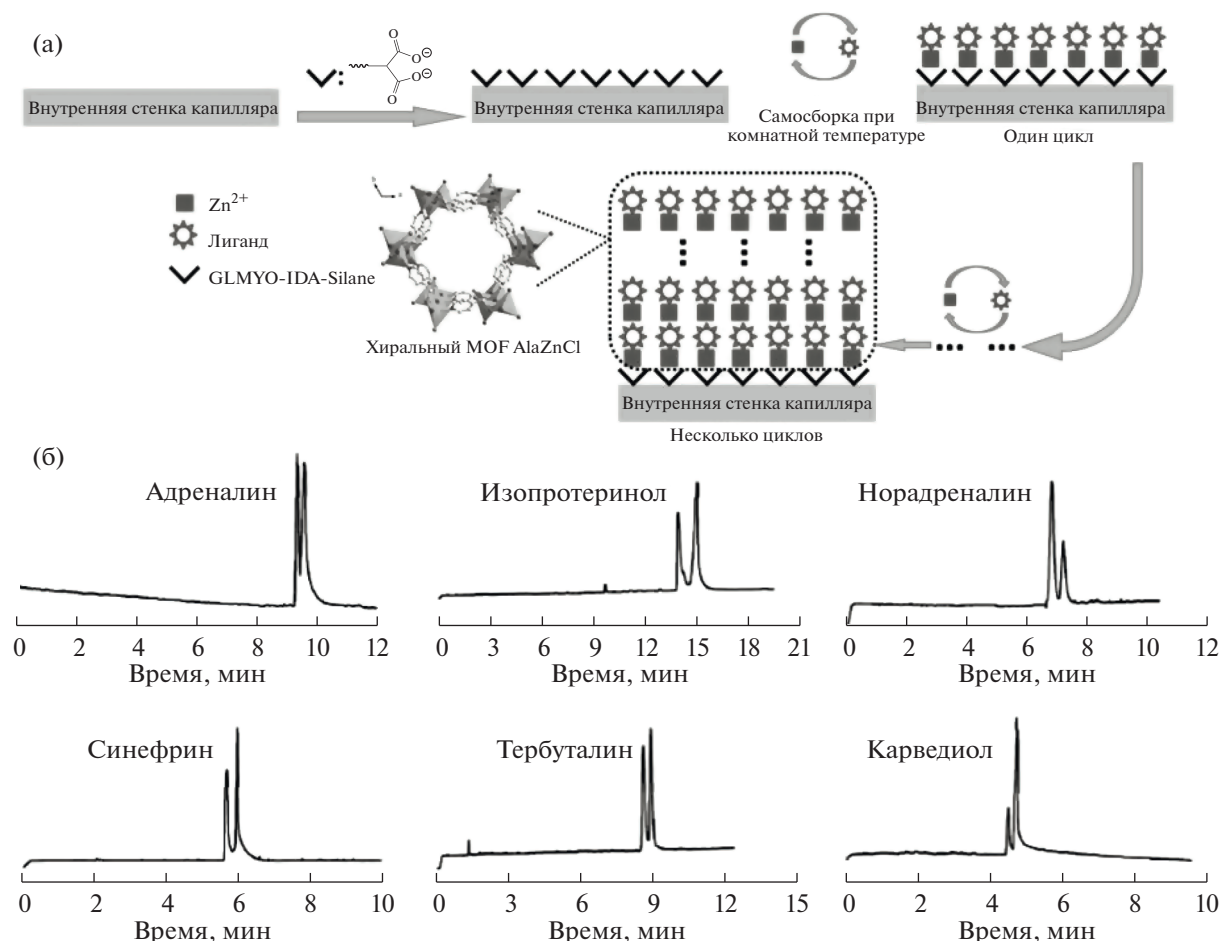 (а)
O
O⊖
O⊖
O
Внутренняя стенка капилляра
Внутренняя стенка капилляра
Самосборка при
комнатной температуре
Внутренняя стенка капилляра
Один цикл
Zn2+
Лиганд
GLMYO-IDA-Silane
Хиральный MOF AlaZnCl
Внутренняя стенка капилляра
Несколько циклов
(б)
Адреналин
0 2 4 6 8 10 12
Время, мин
Изопротеринол
0 3 6 9 12 15 18 21
Время, мин
Норадреналин
0 2 4 6 8 10 12
Время, мин
Синефрин
0 2 4 6 8 10
Время, мин
Тербуталин
0 3 6 9 12 15
Время, мин
Карведиол
0 2 4 6 8 10
Время, мин